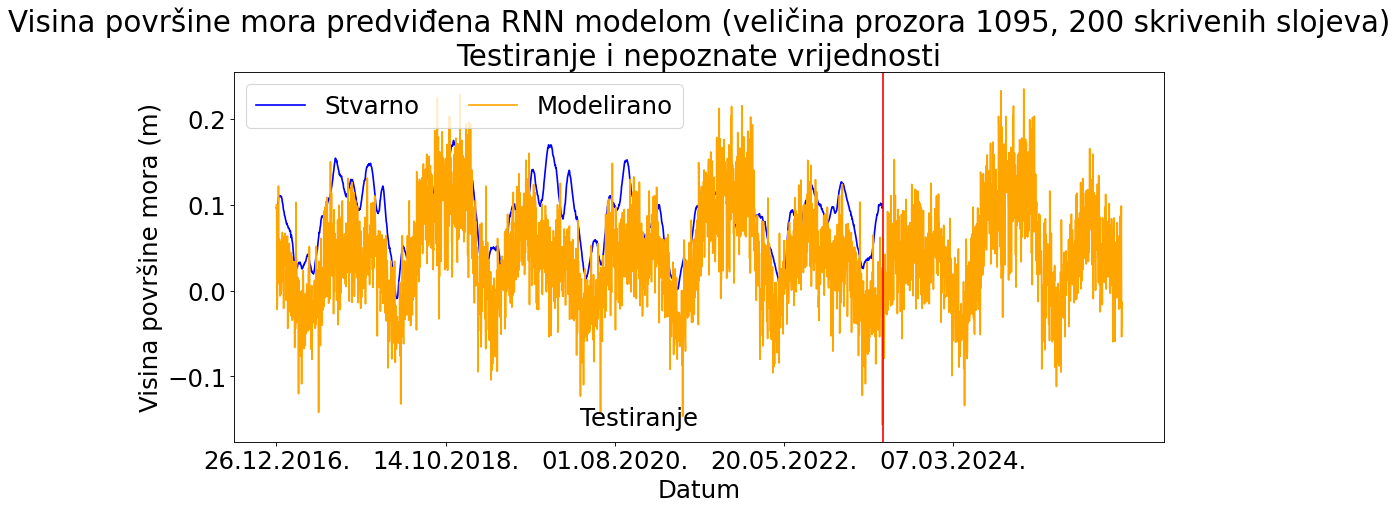 Visina površine mora predviđena RNN modelom (veličina prozora 1095, 200 skrivenih slojeva)
Testiranje i nepoznate vrijednosti
Stvarno
Modelirano
Visina površine mora (m)
0.2
0.1
0.0
−0.1
Testiranje
26.12.2016.
14.10.2018.
01.08.2020.
20.05.2022.
07.03.2024.
Datum